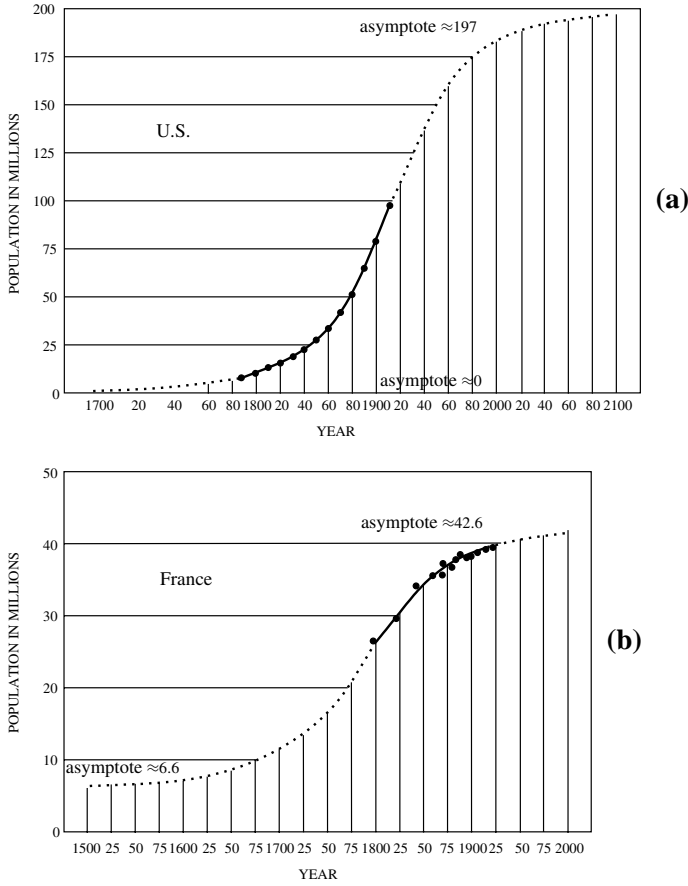 200
asymptote ≈197
175
150
U.S.
125
100
75
50
25
0
asymptote ≈0
POPULATION IN MILLIONS
1700 20 40 60 80 1800 20 40 60 80 1900 20 40 60 80 2000 20 40 60 80 2100
YEAR
(a)
50
asymptote ≈42.6
40
France
30
20
10
asymptote ≈6.6
0
POPULATION IN MILLIONS
1500 25 50 75 1600 25 50 75 1700 25 50 75 1800 25 50 75 1900 25 50 75 2000
YEAR
(b)